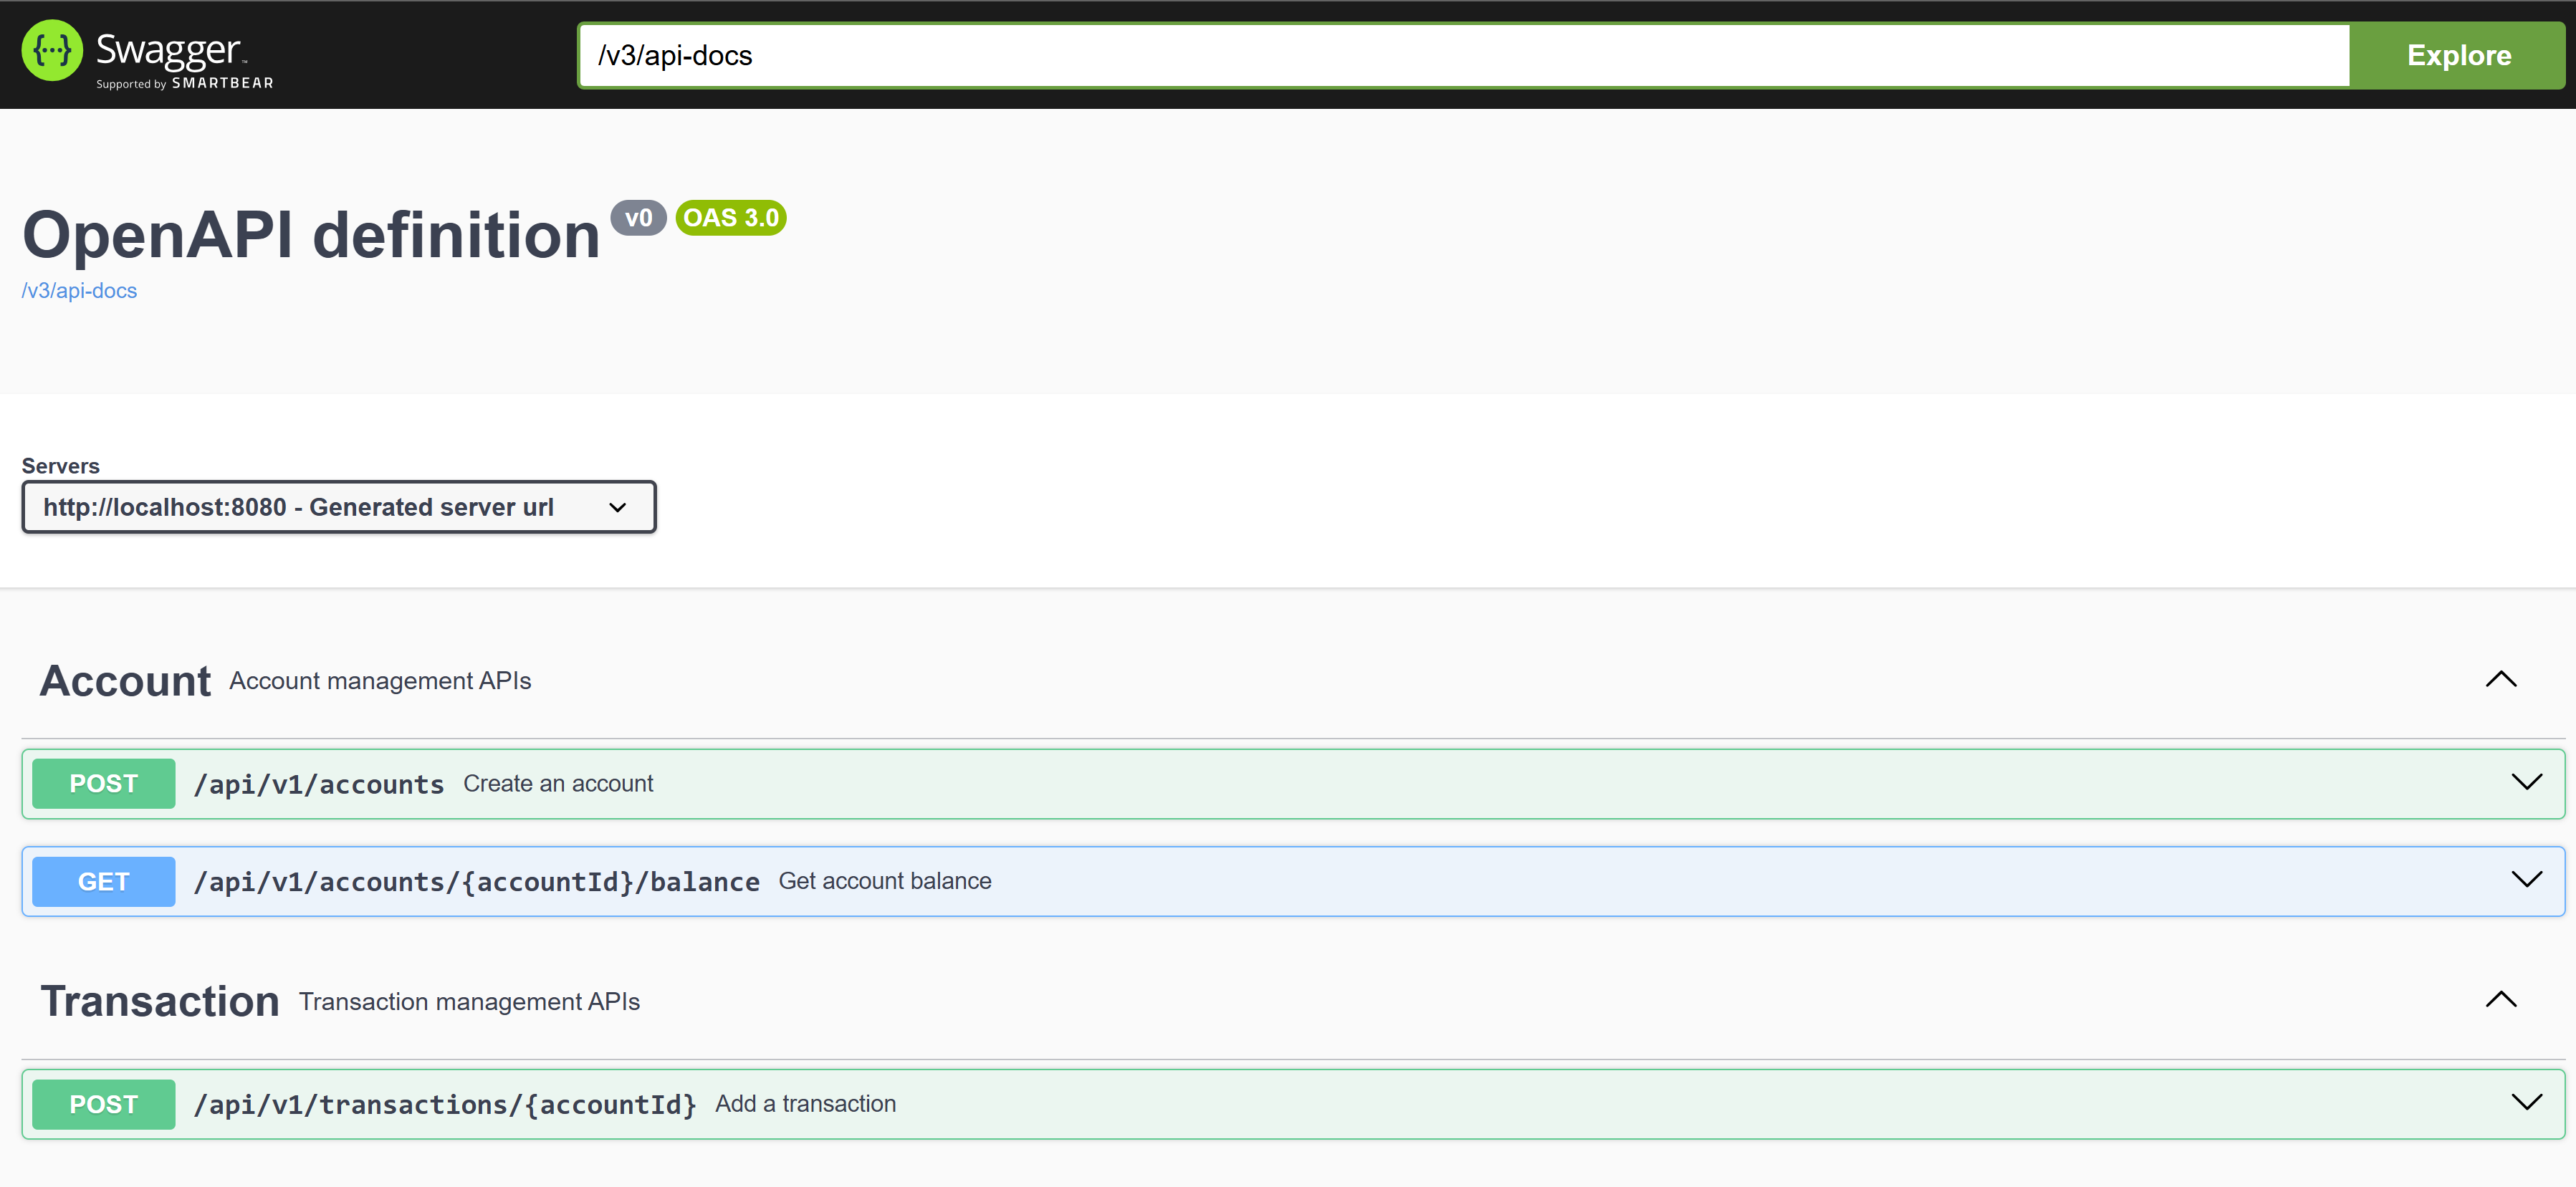 Swagger™
Supported by SMARTBEAR
/v3/api-docs
Explore
OpenAPI definition v0 OAS 3.0
/v3/api-docs
Servers
http://localhost:8080 - Generated server url
Account Account management APIs
POST /api/v1/accounts Create an account
GET /api/v1/accounts/{accountId}/balance Get account balance
Transaction Transaction management APIs
POST /api/v1/transactions/{accountId} Add a transaction